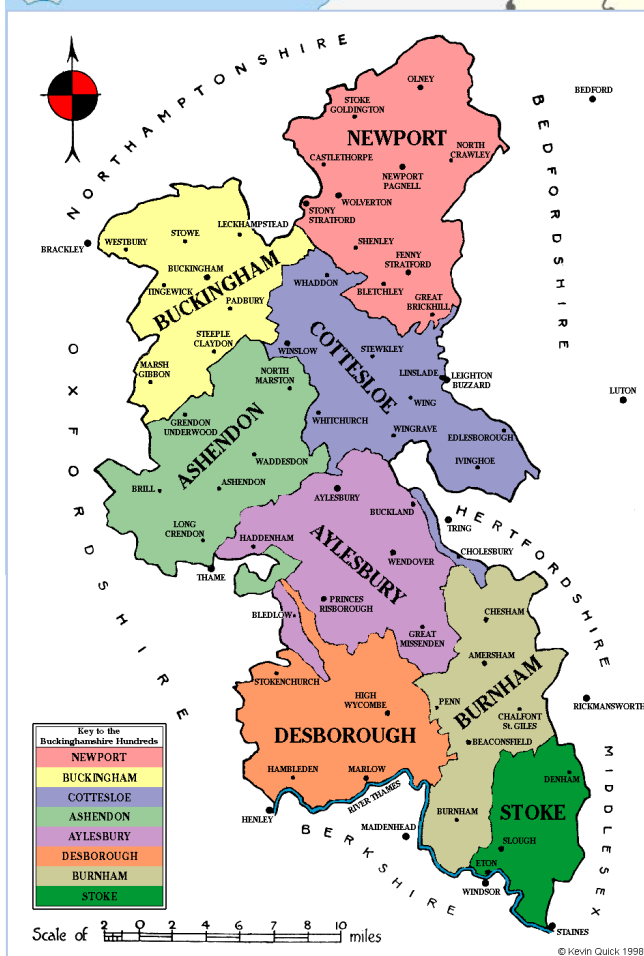 NORTHAMPTONSHIRE
BEDFORDSHIRE
OXFORDSHIRE
HERTFORDSHIRE
MIDDLESEX
BERKSHIRE
OLNEY
BEDFORD
STOKE
GOLDINGTON
NEWPORT
NORTH
CRAWLEY
CASTLETHORPE
NEWPORT
PAGNELL
WOLVERTON
STONY
STRATFORD
LECKHAMPSTEAD
STOWE
WESTBURY
BRACKLEY
SHENLEY
FENNY
STRATFORD
BUCKINGHAM
TINGEWICK
BUCKINGHAM
WHADDON
BLETCHLEY
GREAT
BRICKHILL
PADBURY
STEEPLE
CLAYDON
WINSLOW
COTTESLOE
STEWKLEY
MARSH
GIBBON
NORTH
MARSTON
LINSLADE
LEIGHTON
BUZZARD
LUTON
WING
GRENDON
UNDERWOOD
WHITCHURCH
WINGRAVE
EDLESBOROUGH
ASHENDON
WADDESDON
IVINGHOE
BRILL
ASHENDON
AYLESBURY
BUCKLAND
TRING
LONG
CRENDON
HADDENHAM
AYLESBURY
WENDOVER
CHOLESBURY
THAME
PRINCES
RISBOROUGH
BLEDLOW
CHESHAM
GREAT
MISSENDEN
AMERSHAM
STOKENCHURCH
HIGH
WYCOMBE
PENN
BURNHAM
CHALFONT
St. GILES
RICKMANSWORTH
DESBOROUGH
BEACONSFIELD
HAMBLEDEN
MARLOW
DENHAM
RIVER THAMES
HENLEY
MAIDENHEAD
BURNHAM
STOKE
SLOUGH
ETON
WINDSOR
STAINES
Key to the
Buckinghamshire Hundreds
NEWPORT
BUCKINGHAM
COTTESLOE
ASHENDON
AYLESBURY
DESBOROUGH
BURNHAM
STOKE
Scale of 2 0 2 4 6 8 10 miles
© Kevin Quick 1998